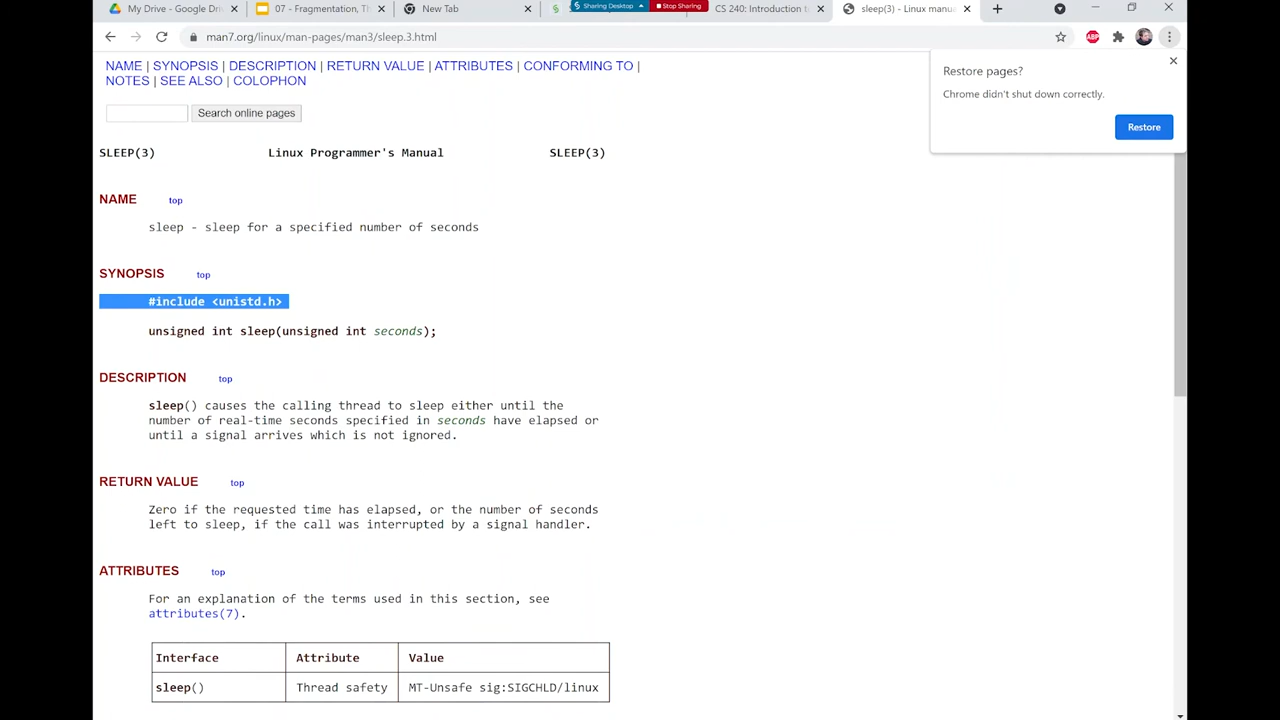 My Drive - Google Dri
07 - Fragmentation, Th
New Tab
Sharing Desktop
Stop Sharing
CS 240: Introduction t
sleep(3) - Linux manual
man7.org/linux/man-pages/man3/sleep.3.html
ABP
NAME | SYNOPSIS | DESCRIPTION | RETURN VALUE | ATTRIBUTES | CONFORMING TO |
NOTES | SEE ALSO | COLOPHON
Restore pages?
Chrome didn't shut down correctly.
Restore
Search online pages
SLEEP(3) Linux Programmer's Manual SLEEP(3)
NAME top
sleep - sleep for a specified number of seconds
SYNOPSIS top
#include <unistd.h>
unsigned int sleep(unsigned int seconds);
DESCRIPTION top
sleep() causes the calling thread to sleep either until the
number of real-time seconds specified in seconds have elapsed or
until a signal arrives which is not ignored.
RETURN VALUE top
Zero if the requested time has elapsed, or the number of seconds
left to sleep, if the call was interrupted by a signal handler.
ATTRIBUTES top
For an explanation of the terms used in this section, see
attributes(7).
Interface Attribute Value
sleep() Thread safety MT-Unsafe sig:SIGCHLD/linux